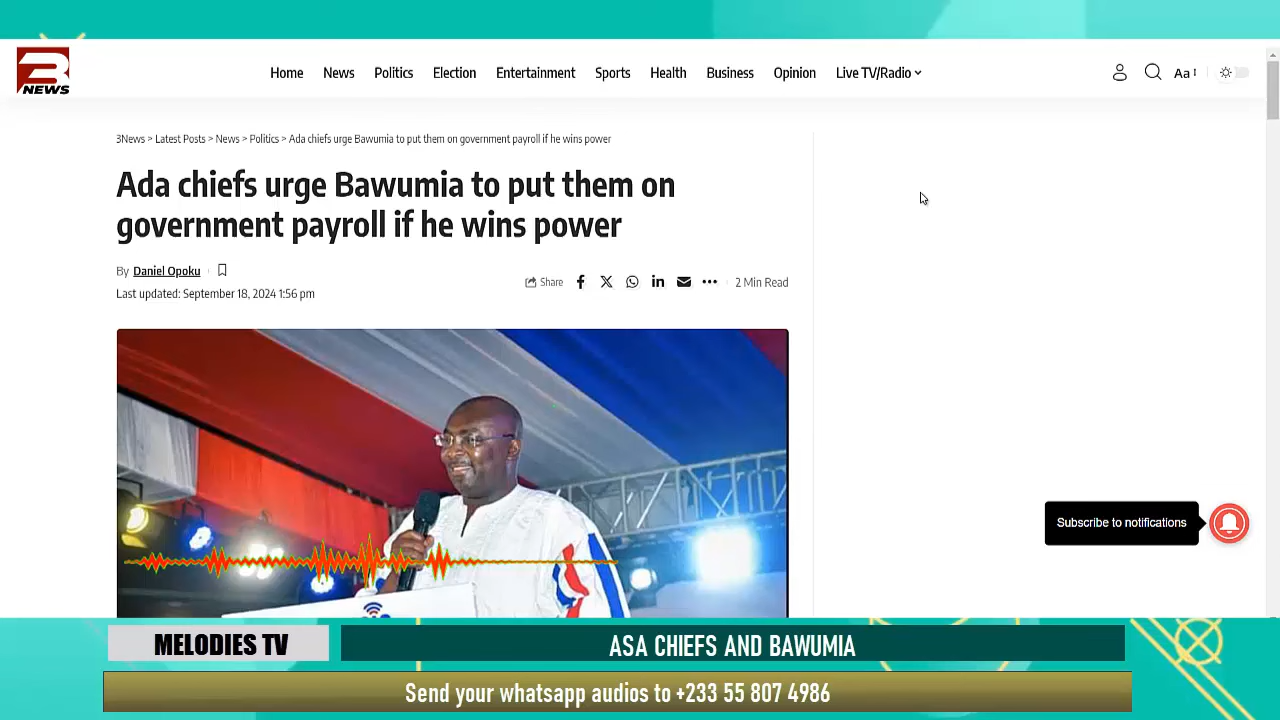 3
NEWS
Home News Politics Election Entertainment Sports Health Business Opinion Live TV/Radio
Aa
3News > Latest Posts > News > Politics > Ada chiefs urge Bawumia to put them on government payroll if he wins power
Ada chiefs urge Bawumia to put them on
government payroll if he wins power
By Daniel Opoku
Share
2 Min Read
Last updated: September 18, 2024 1:56 pm
Subscribe to notifications
MELODIES TV
ASA CHIEFS AND BAWUMIA
Send your whatsapp audios to +233 55 807 4986